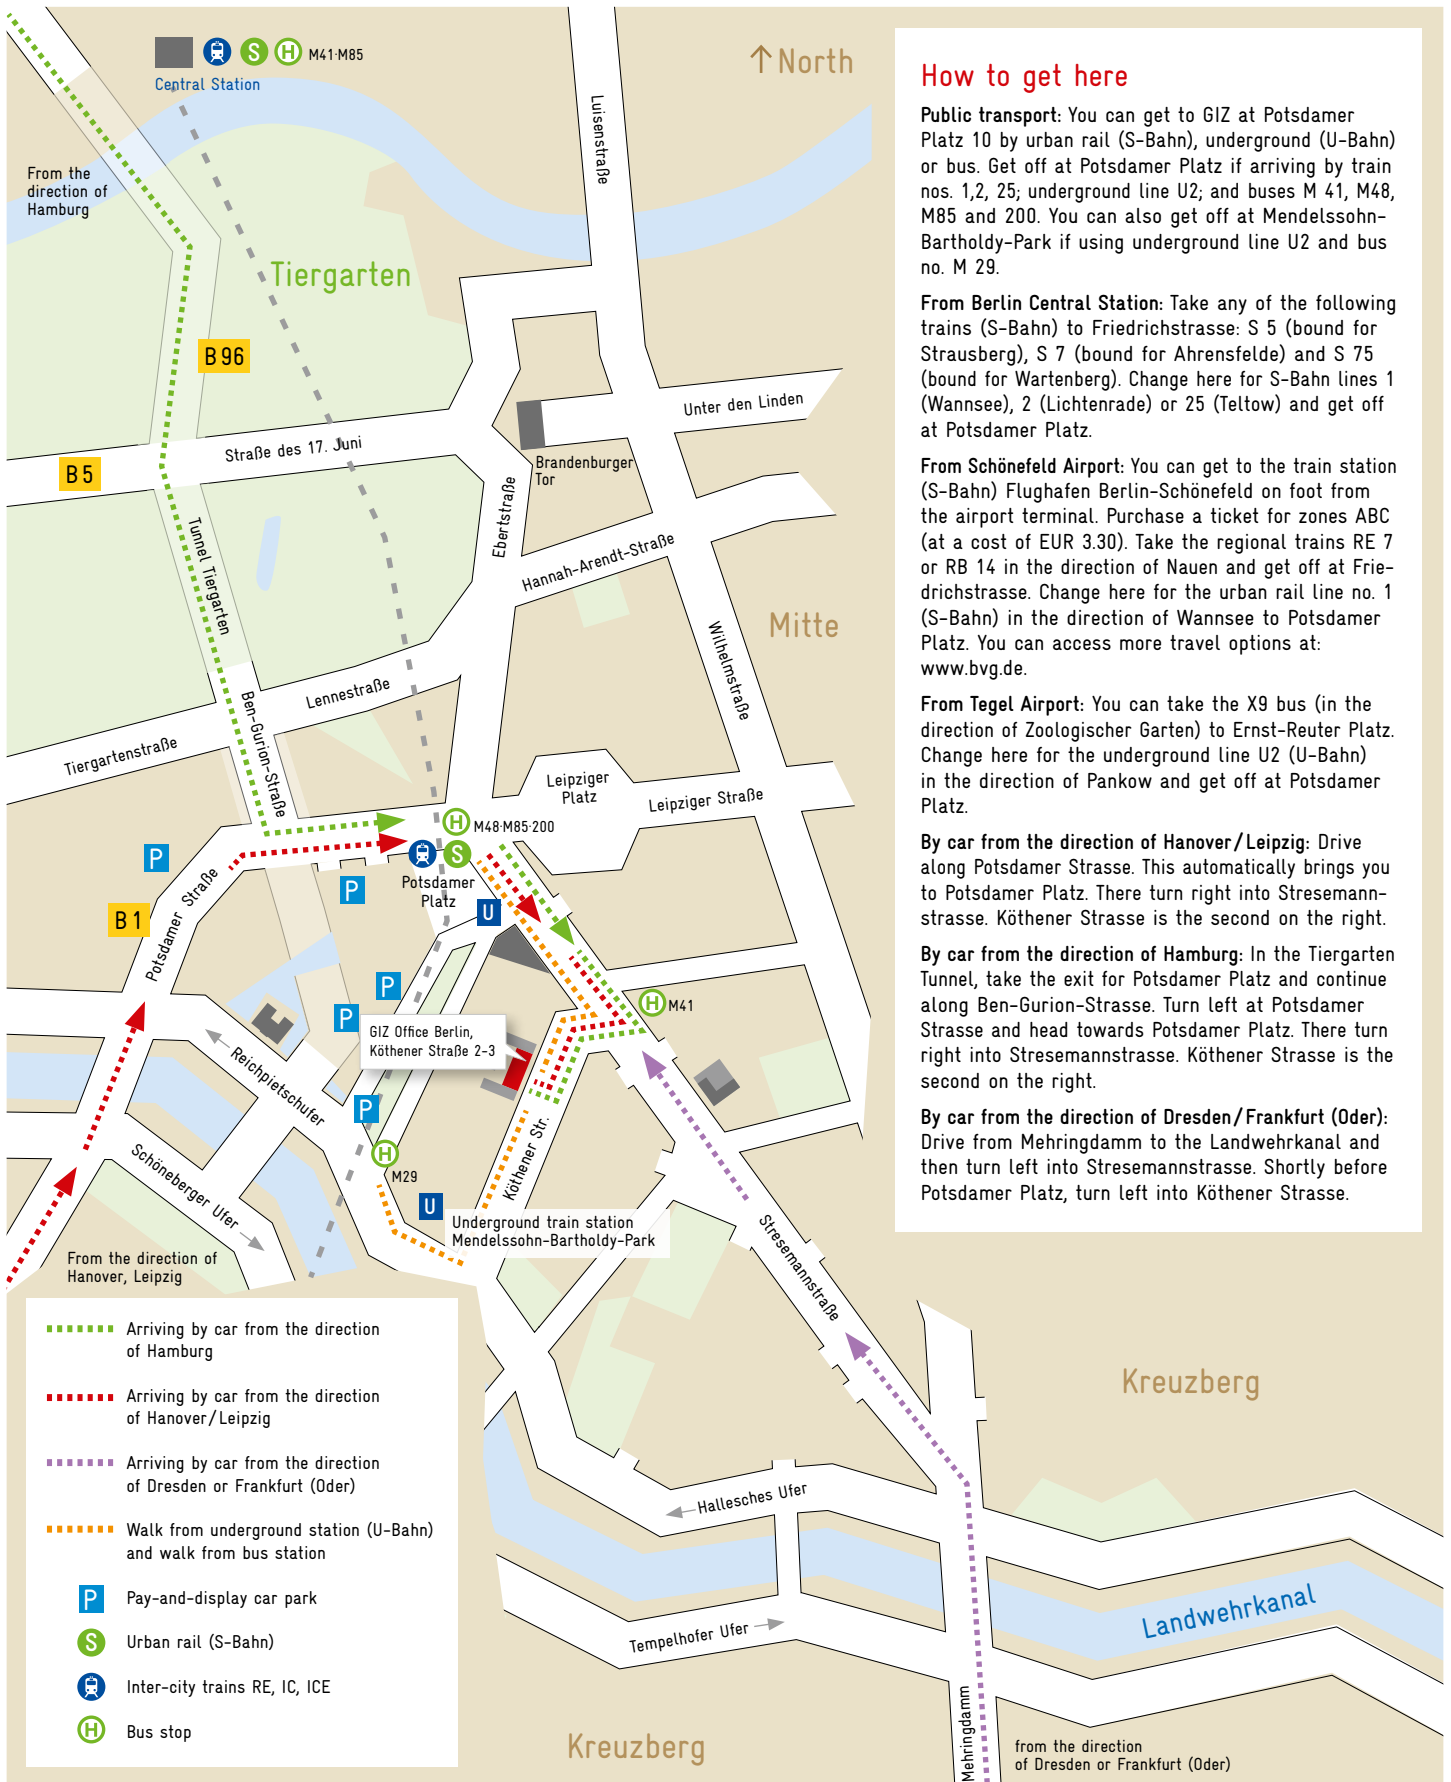 M41·M85
Central Station
North
Luisenstraße
From the
direction of
Hamburg
Tiergarten
B 96
Unter den Linden
Straße des 17. Juni
B 5
Brandenburger
Tor
Ebertstraße
Tunnel Tiergarten
Hannah-Arendt-Straße
Mitte
Wilhelmstraße
Lennestraße
Ben-Gurion-Straße
Tiergartenstraße
Leipziger
Platz
Leipziger Straße
H
M48·M85·200
S
P
P
Potsdamer
Platz
U
B 1
Potsdamer Straße
P
P
H
M41
GIZ Office Berlin,
Köthener Straße 2-3
Reichpietschufer
P
H
M29
Schöneberger Ufer
Köthener Str.
U
Underground train station
Mendelssohn-Bartholdy-Park
Stresemannstraße
From the direction of
Hanover, Leipzig
Kreuzberg
Hallesches Ufer
Landwehrkanal
Tempelhofer Ufer
Mehringdamm
Kreuzberg
from the direction
of Dresden or Frankfurt (Oder)
Arriving by car from the direction
of Hamburg
Arriving by car from the direction
of Hanover/Leipzig
Arriving by car from the direction
of Dresden or Frankfurt (Oder)
Walk from underground station (U-Bahn)
and walk from bus station
P Pay-and-display car park
S Urban rail (S-Bahn)
Inter-city trains RE, IC, ICE
H Bus stop
How to get here
Public transport: You can get to GIZ at Potsdamer
Platz 10 by urban rail (S-Bahn), underground (U-Bahn)
or bus. Get off at Potsdamer Platz if arriving by train
nos. 1,2, 25; underground line U2; and buses M 41, M48,
M85 and 200. You can also get off at Mendelssohn-
Bartholdy-Park if using underground line U2 and bus
no. M 29.
From Berlin Central Station: Take any of the following
trains (S-Bahn) to Friedrichstrasse: S 5 (bound for
Strausberg), S 7 (bound for Ahrensfelde) and S 75
(bound for Wartenberg). Change here for S-Bahn lines 1
(Wannsee), 2 (Lichtenrade) or 25 (Teltow) and get off
at Potsdamer Platz.
From Schönefeld Airport: You can get to the train station
(S-Bahn) Flughafen Berlin-Schönefeld on foot from
the airport terminal. Purchase a ticket for zones ABC
(at a cost of EUR 3.30). Take the regional trains RE 7
or RB 14 in the direction of Nauen and get off at Frie-
drichstrasse. Change here for the urban rail line no. 1
(S-Bahn) in the direction of Wannsee to Potsdamer
Platz. You can access more travel options at:
www.bvg.de.
From Tegel Airport: You can take the X9 bus (in the
direction of Zoologischer Garten) to Ernst-Reuter Platz.
Change here for the underground line U2 (U-Bahn)
in the direction of Pankow and get off at Potsdamer
Platz.
By car from the direction of Hanover/Leipzig: Drive
along Potsdamer Strasse. This automatically brings you
to Potsdamer Platz. There turn right into Stresemann-
strasse. Köthener Strasse is the second on the right.
By car from the direction of Hamburg: In the Tiergarten
Tunnel, take the exit for Potsdamer Platz and continue
along Ben-Gurion-Strasse. Turn left at Potsdamer
Strasse and head towards Potsdamer Platz. There turn
right into Stresemannstrasse. Köthener Strasse is the
second on the right.
By car from the direction of Dresden/Frankfurt (Oder):
Drive from Mehringdamm to the Landwehrkanal and
then turn left into Stresemannstrasse. Shortly before
Potsdamer Platz, turn left into Köthener Strasse.